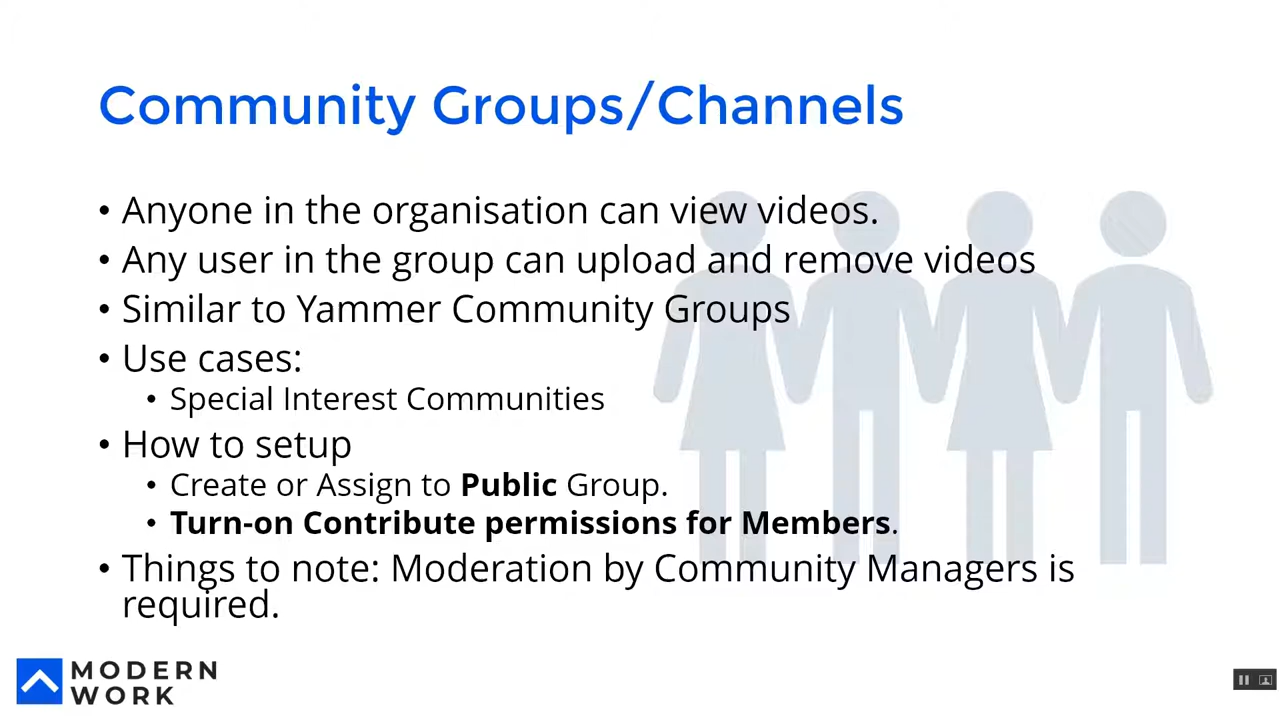 Community Groups/Channels
• Anyone in the organisation can view videos.
• Any user in the group can upload and remove videos
• Similar to Yammer Community Groups
• Use cases:
• Special Interest Communities
• How to setup
• Create or Assign to Public Group.
• Turn-on Contribute permissions for Members.
• Things to note: Moderation by Community Managers is
required.
MODERN
WORK